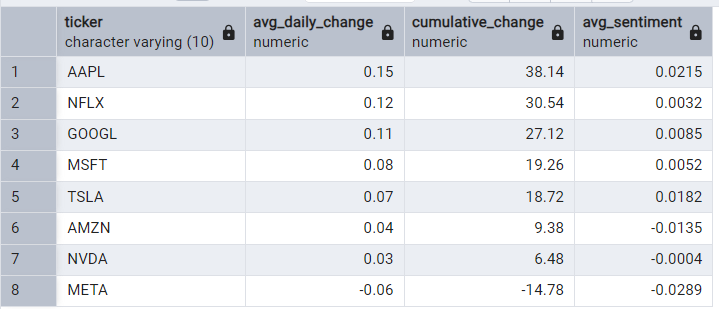 ticker avg_daily_change cumulative_change avg_sentiment
character varying (10) numeric numeric numeric
1 AAPL 0.15 38.14 0.0215
2 NFLX 0.12 30.54 0.0032
3 GOOGL 0.11 27.12 0.0085
4 MSFT 0.08 19.26 0.0052
5 TSLA 0.07 18.72 0.0182
6 AMZN 0.04 9.38 -0.0135
7 NVDA 0.03 6.48 -0.0004
8 META -0.06 -14.78 -0.0289